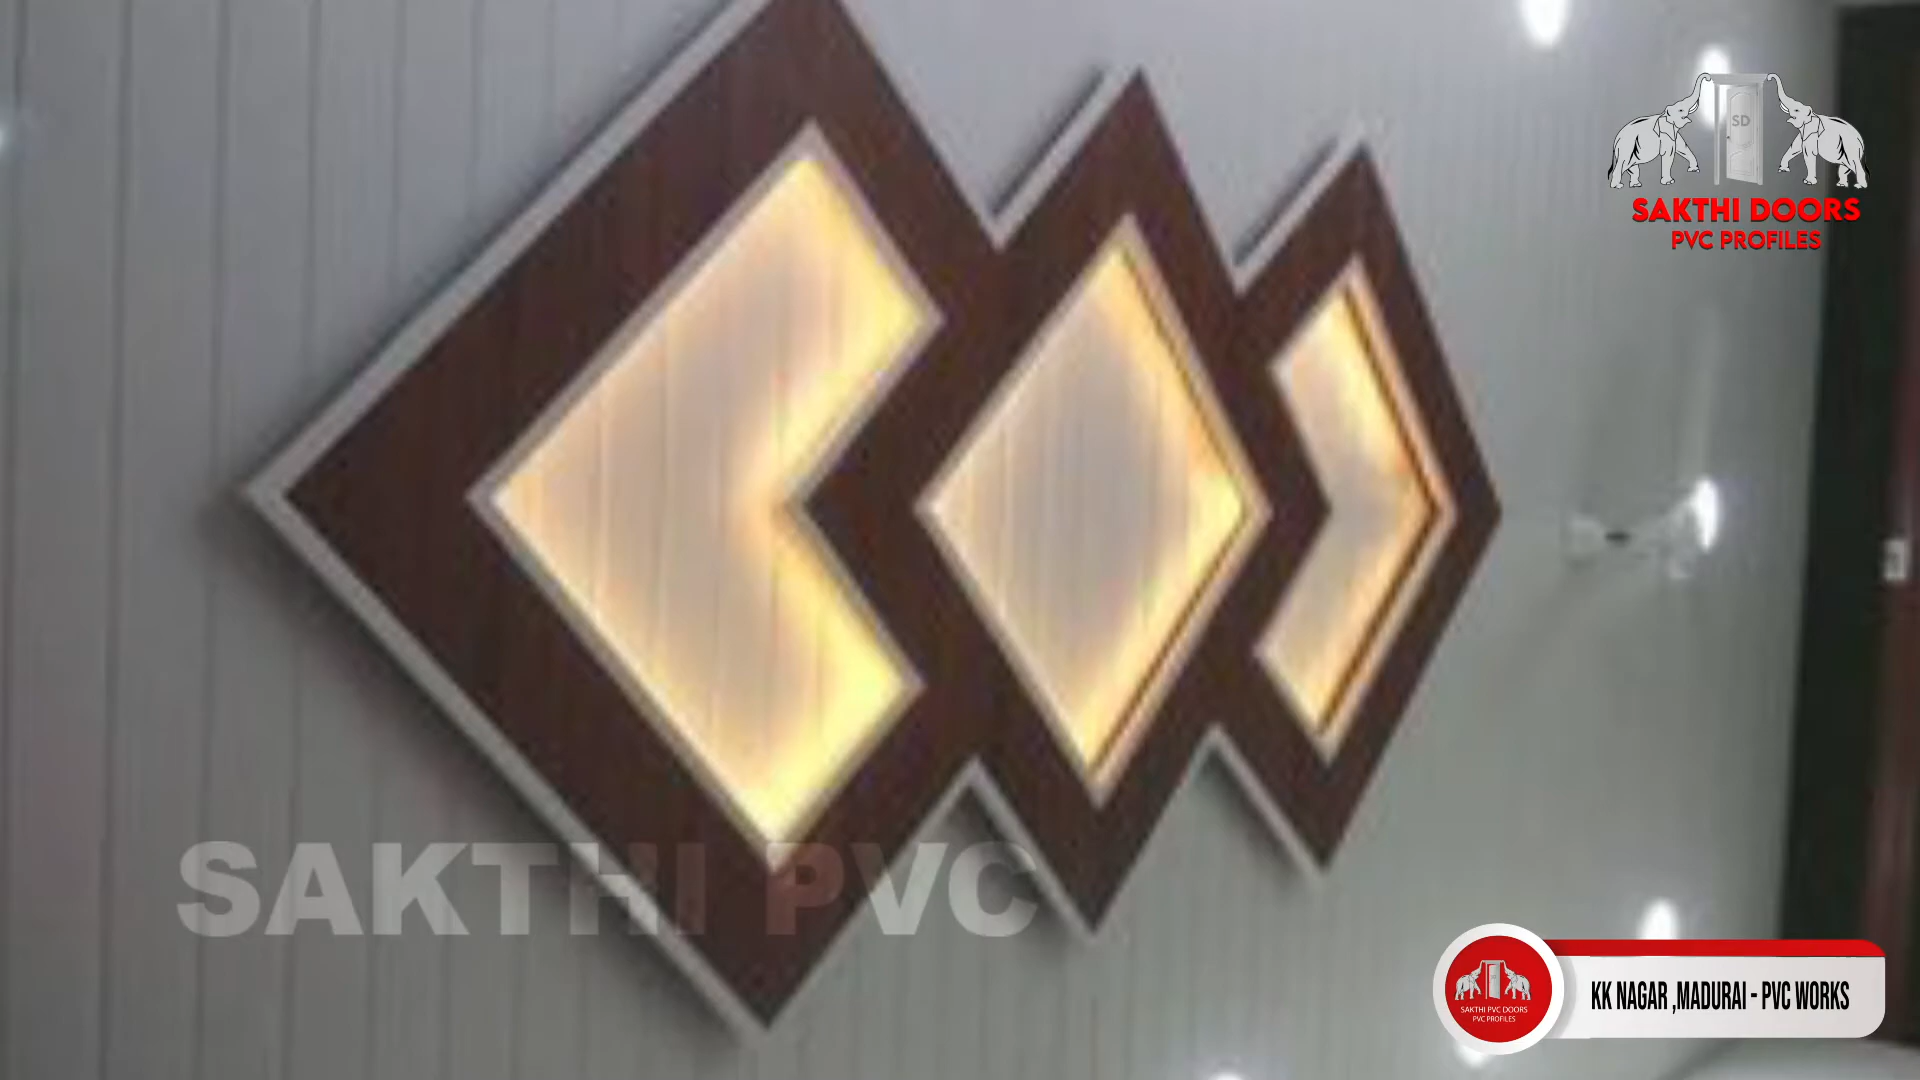 SD
SAKTHI DOORS
PVC PROFILES
SAKTHI PVC
SAKTHI PVC DOORS
PVC PROFILES
KK NAGAR ,MADURAI - PVC WORKS